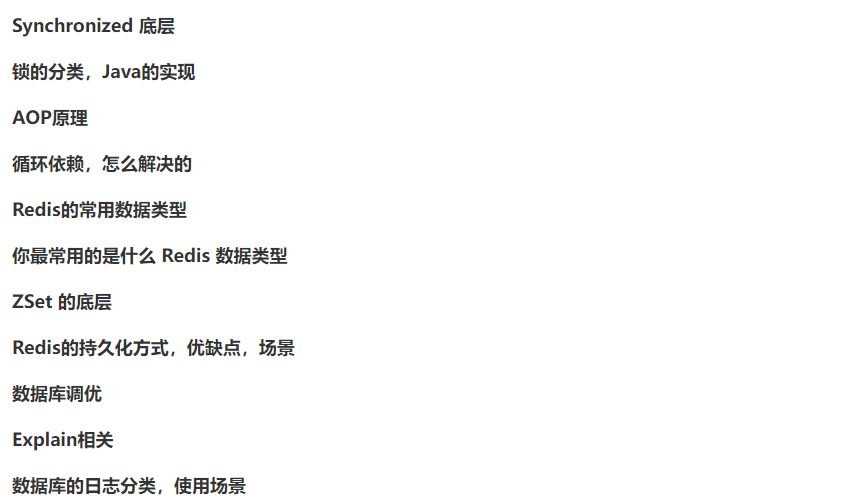 Synchronized 底层
锁的分类，Java的实现
AOP原理
循环依赖，怎么解决的
Redis的常用数据类型
你最常用的是什么 Redis 数据类型
ZSet 的底层
Redis的持久化方式，优缺点，场景
数据库调优
Explain相关
数据库的日志分类，使用场景